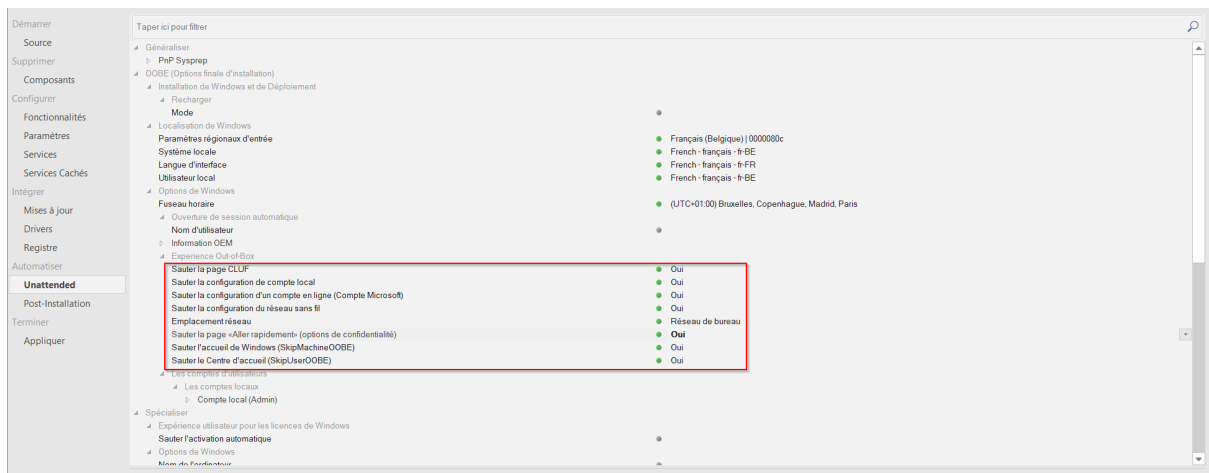 Démarrer
Source
Supprimer
Composants
Configurer
Fonctionnalités
Paramètres
Services
Services Cachés
Intégrer
Mises à jour
Drivers
Registre
Automatiser
Unattended
Post-Installation
Terminer
Appliquer
Taper ici pour filtrer
Généraliser
PnP Sysprep
OOBE (Options finale d'installation)
Installation de Windows et de Déploiement
Recharger
Mode
Localisation de Windows
Paramètres régionaux d'entrée Français (Belgique) | 0000080c
Système locale French - français - fr-BE
Langue d'interface French - français - fr-FR
Utilisateur local French - français - fr-BE
Options de Windows
Fuseau horaire (UTC+01:00) Bruxelles, Copenhague, Madrid, Paris
Ouverture de session automatique
Nom d'utilisateur
Information OEM
Experience Out-of-Box
Sauter la page CLUF Oui
Sauter la configuration de compte local Oui
Sauter la configuration d'un compte en ligne (Compte Microsoft) Oui
Sauter la configuration du réseau sans fil Oui
Emplacement réseau Réseau de bureau
Sauter la page «Aller rapidement» (options de confidentialité) Oui
Sauter l'accueil de Windows (SkipMachineOOBE) Oui
Sauter le Centre d'accueil (SkipUserOOBE) Oui
Les comptes d'utilisateurs
Les comptes locaux
Compte local (Admin)
Spécialiser
Expérience utilisateur pour les licences de Windows
Sauter l'activation automatique
Options de Windows
Nom de l'ordinateur